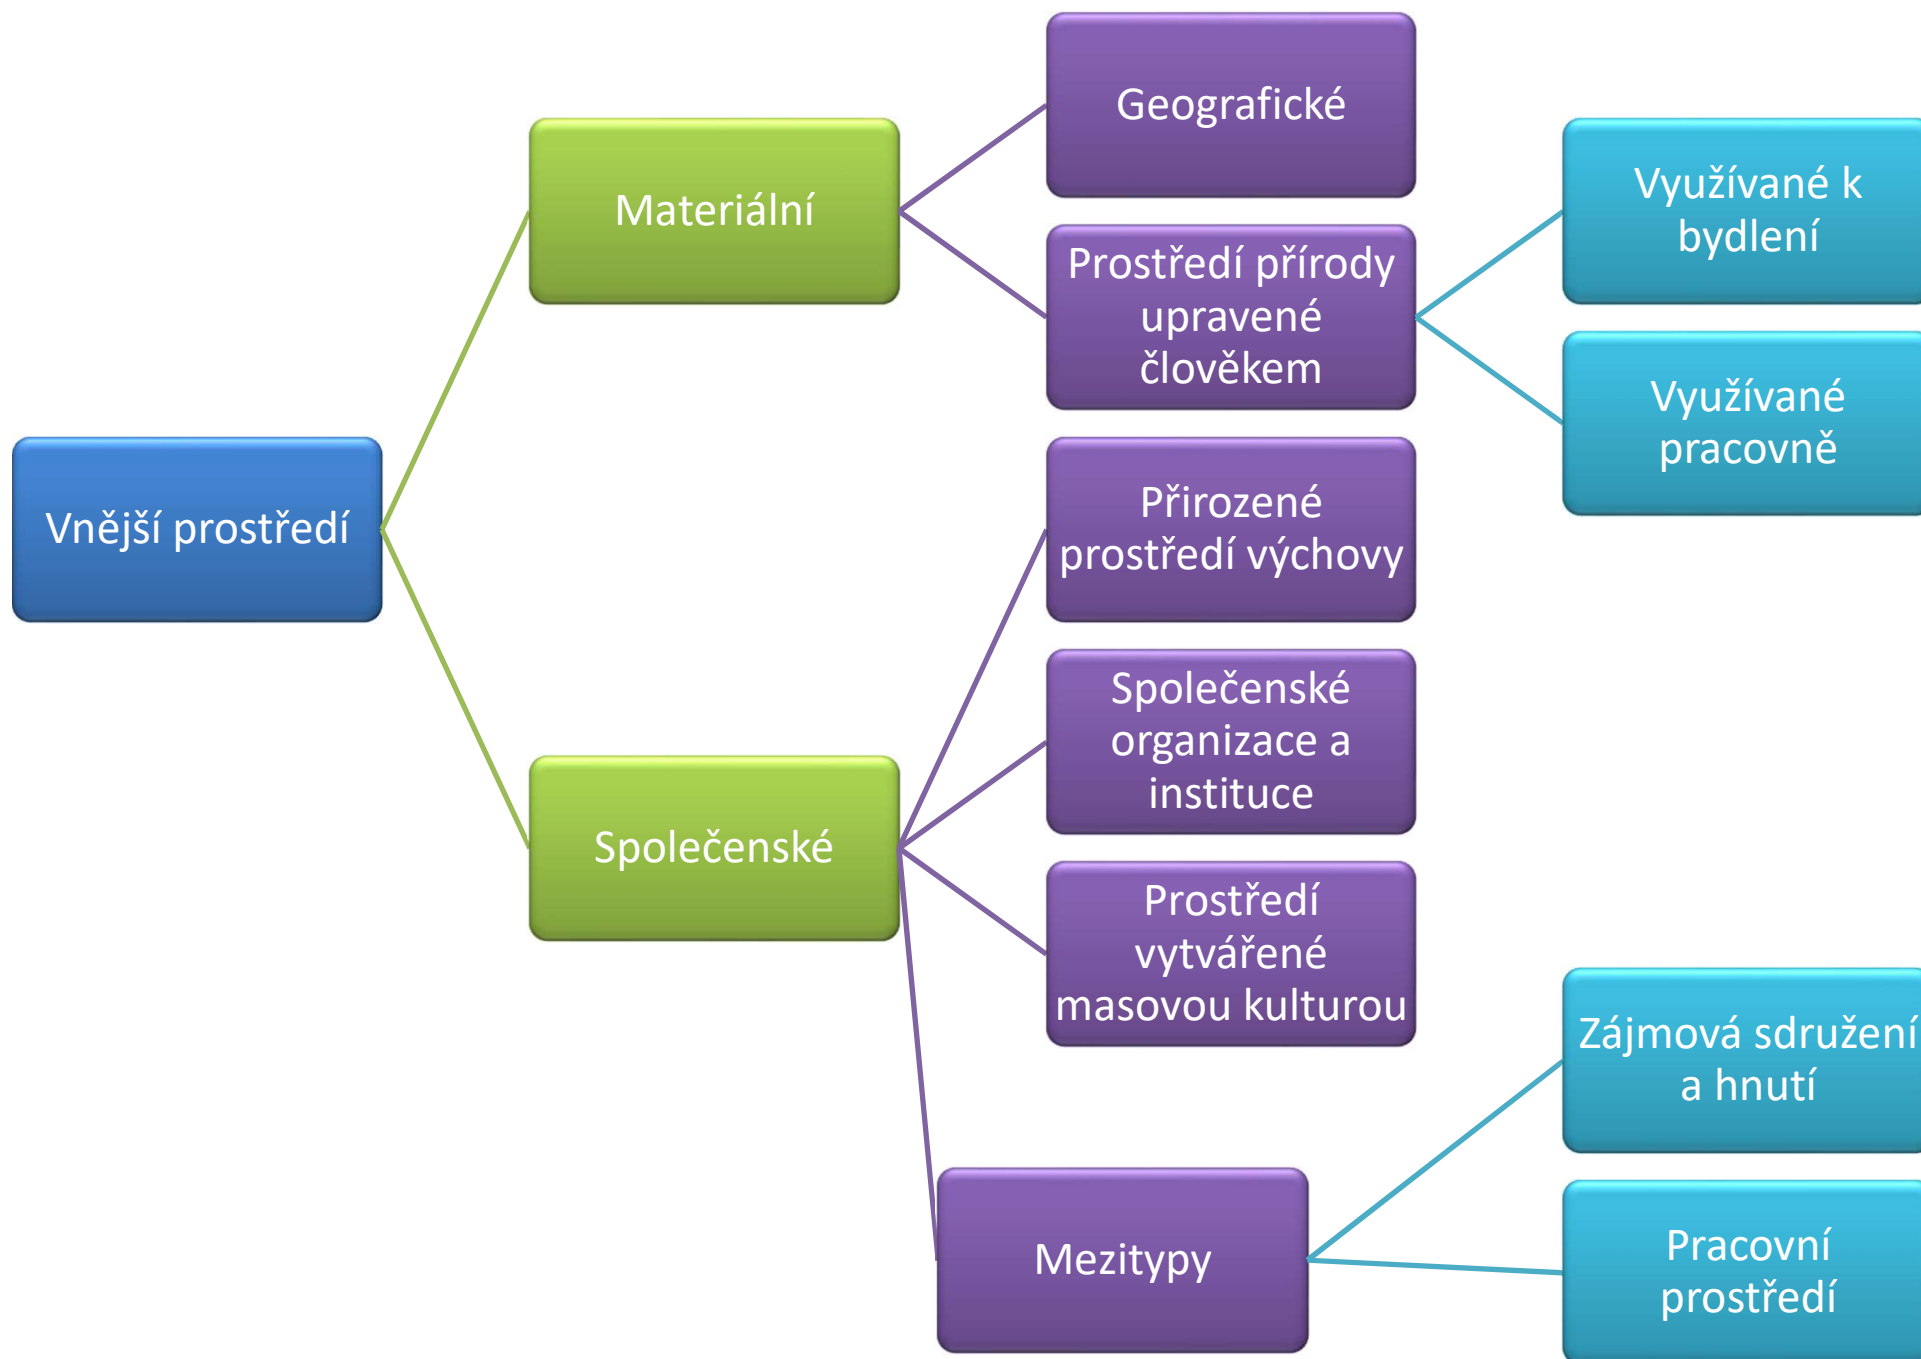 Vnější prostředí
Materiální
Geografické
Prostředí přírody
upravené
člověkem
Využívané k
bydlení
Využívané
pracovně
Společenské
Přirozené
prostředí výchovy
Společenské
organizace a
instituce
Prostředí
vytvářené
masovou kulturou
Mezitypy
Zájmová sdružení
a hnutí
Pracovní
prostředí